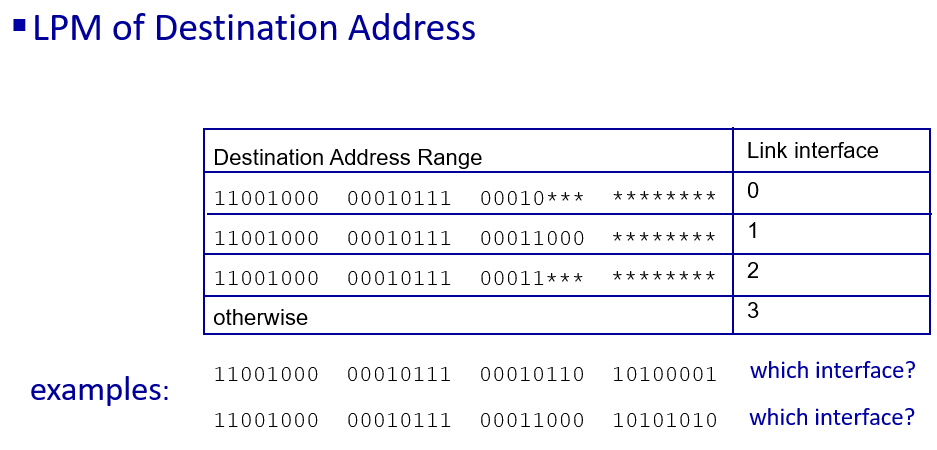 ▪LPM of Destination Address
Destination Address Range Link interface
11001000 00010111 00010*** ******** 0
11001000 00010111 00011000 ******** 1
11001000 00010111 00011*** ******** 2
otherwise 3
examples:
11001000 00010111 00010110 10100001 which interface?
11001000 00010111 00011000 10101010 which interface?